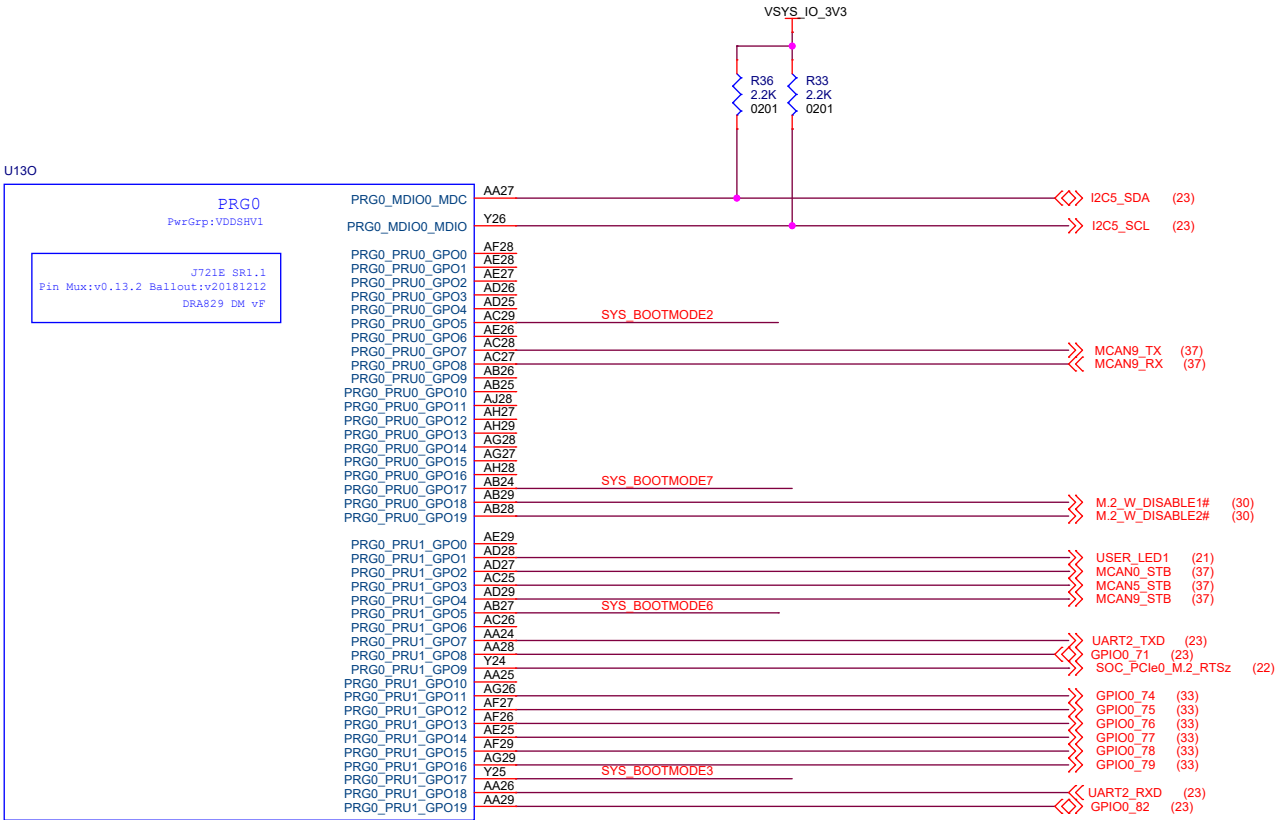 VSYS_IO_3V3
R36
2.2K
0201
R33
2.2K
0201
U13O
PRG0
PwrGrp:VDDSHV1
J721E SR1.1
Pin Mux:v0.13.2 Ballout:v20181212
DRA829 DM vF
PRG0_MDIO0_MDC AA27 I2C5_SDA (23)
PRG0_MDIO0_MDIO Y26 I2C5_SCL (23)
PRG0_PRU0_GPO0 AF28
PRG0_PRU0_GPO1 AE28
PRG0_PRU0_GPO2 AE27
PRG0_PRU0_GPO3 AD26
PRG0_PRU0_GPO4 AD25
PRG0_PRU0_GPO5 AC29 SYS_BOOTMODE2
PRG0_PRU0_GPO6 AE26
PRG0_PRU0_GPO7 AC28 MCAN9_TX (37)
PRG0_PRU0_GPO8 AC27 MCAN9_RX (37)
PRG0_PRU0_GPO9 AB26
PRG0_PRU0_GPO10 AB25
PRG0_PRU0_GPO11 AJ28
PRG0_PRU0_GPO12 AH27
PRG0_PRU0_GPO13 AH29
PRG0_PRU0_GPO14 AG28
PRG0_PRU0_GPO15 AG27
PRG0_PRU0_GPO16 AH28
PRG0_PRU0_GPO17 AB24 SYS_BOOTMODE7
PRG0_PRU0_GPO18 AB29 M.2_W_DISABLE1# (30)
PRG0_PRU0_GPO19 AB28 M.2_W_DISABLE2# (30)
PRG0_PRU1_GPO0 AE29
PRG0_PRU1_GPO1 AD28 USER_LED1 (21)
PRG0_PRU1_GPO2 AD27 MCAN0_STB (37)
PRG0_PRU1_GPO3 AC25 MCAN5_STB (37)
PRG0_PRU1_GPO4 AD29 MCAN9_STB (37)
PRG0_PRU1_GPO5 AB27 SYS_BOOTMODE6
PRG0_PRU1_GPO6 AC26
PRG0_PRU1_GPO7 AA24 UART2_TXD (23)
PRG0_PRU1_GPO8 AA28 GPIO0_71 (23)
PRG0_PRU1_GPO9 Y24 SOC_PCIe0_M.2_RTSz (22)
PRG0_PRU1_GPO10 AA25
PRG0_PRU1_GPO11 AG26 GPIO0_74 (33)
PRG0_PRU1_GPO12 AF27 GPIO0_75 (33)
PRG0_PRU1_GPO13 AF26 GPIO0_76 (33)
PRG0_PRU1_GPO14 AE25 GPIO0_77 (33)
PRG0_PRU1_GPO15 AF29 GPIO0_78 (33)
PRG0_PRU1_GPO16 AG29 GPIO0_79 (33)
PRG0_PRU1_GPO17 Y25 SYS_BOOTMODE3
PRG0_PRU1_GPO18 AA26 UART2_RXD (23)
PRG0_PRU1_GPO19 AA29 GPIO0_82 (23)